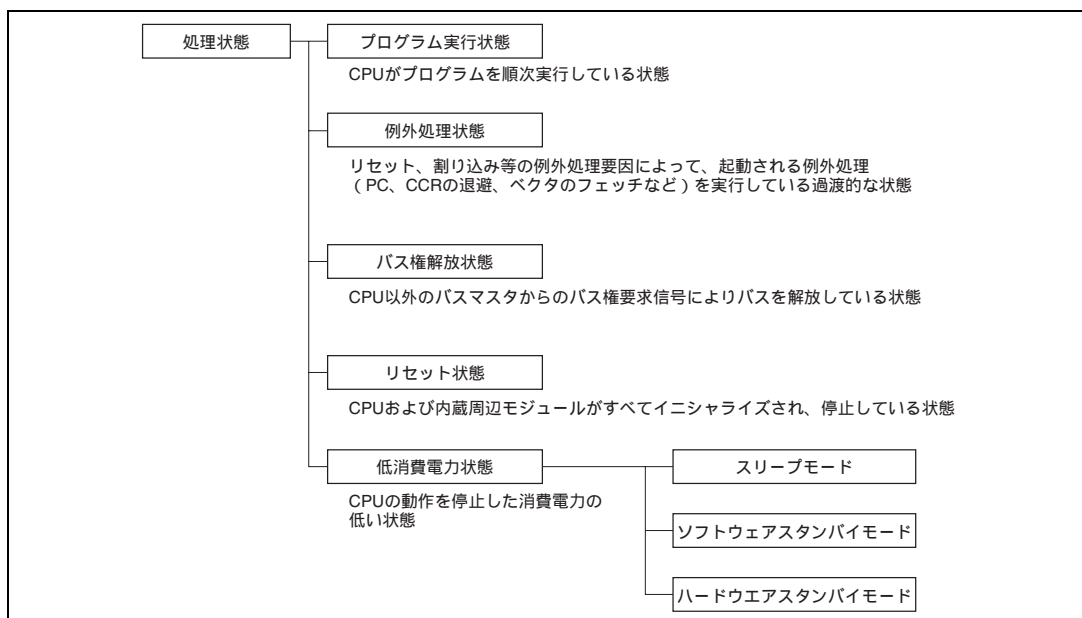 処理状態
プログラム実行状態
CPUがプログラムを順次実行している状態
例外処理状態
リセット、割り込み等の例外処理要因によって、起動される例外処理
(PC、CCRの退避、ベクタのフェッチなど)を実行している過渡的な状態
バス権解放状態
CPU以外のバスマスタからのバス権要求信号によりバスを解放している状態
リセット状態
CPUおよび内蔵周辺モジュールがすべてイニシャライズされ、停止している状態
低消費電力状態
CPUの動作を停止した消費電力の
低い状態
スリープモード
ソフトウェアスタンバイモード
ハードウエアスタンバイモード